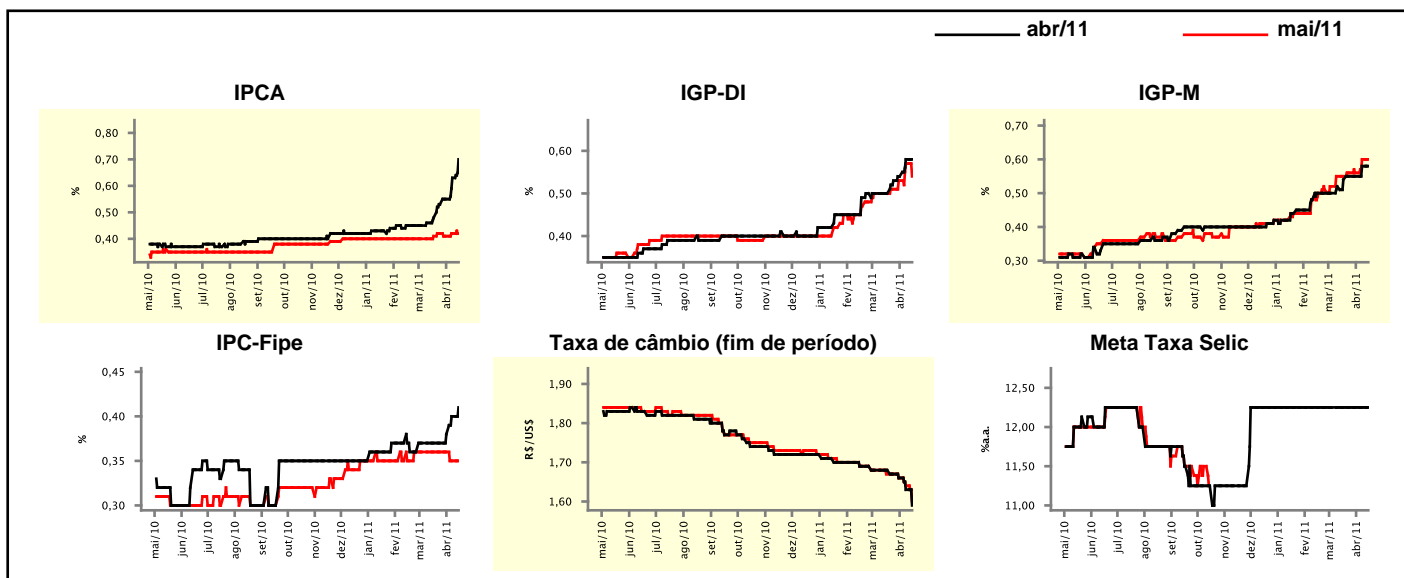 abr/11 mai/11
IPCA
0,80
0,70
0,60
0,50
0,40
%
mai/10 jun/10 jul/10 ago/10 set/10 out/10 nov/10 dez/10 jan/11 fev/11 mar/11 abr/11
IGP-DI
0,60
0,50
0,40
%
mai/10 jun/10 jul/10 ago/10 set/10 out/10 nov/10 dez/10 jan/11 fev/11 mar/11 abr/11
IGP-M
0,70
0,60
0,50
0,40
0,30
%
mai/10 jun/10 jul/10 ago/10 set/10 out/10 nov/10 dez/10 jan/11 fev/11 mar/11 abr/11
IPC-Fipe
0,45
0,40
0,35
0,30
%
mai/10 jun/10 jul/10 ago/10 set/10 out/10 nov/10 dez/10 jan/11 fev/11 mar/11 abr/11
Taxa de câmbio (fim de período)
1,90
1,80
1,70
1,60
R$/US$
mai/10 jun/10 jul/10 ago/10 set/10 out/10 nov/10 dez/10 jan/11 fev/11 mar/11 abr/11
Meta Taxa Selic
12,50
12,00
11,50
11,00
%a.a.
mai/10 jun/10 jul/10 ago/10 set/10 out/10 nov/10 dez/10 jan/11 fev/11 mar/11 abr/11